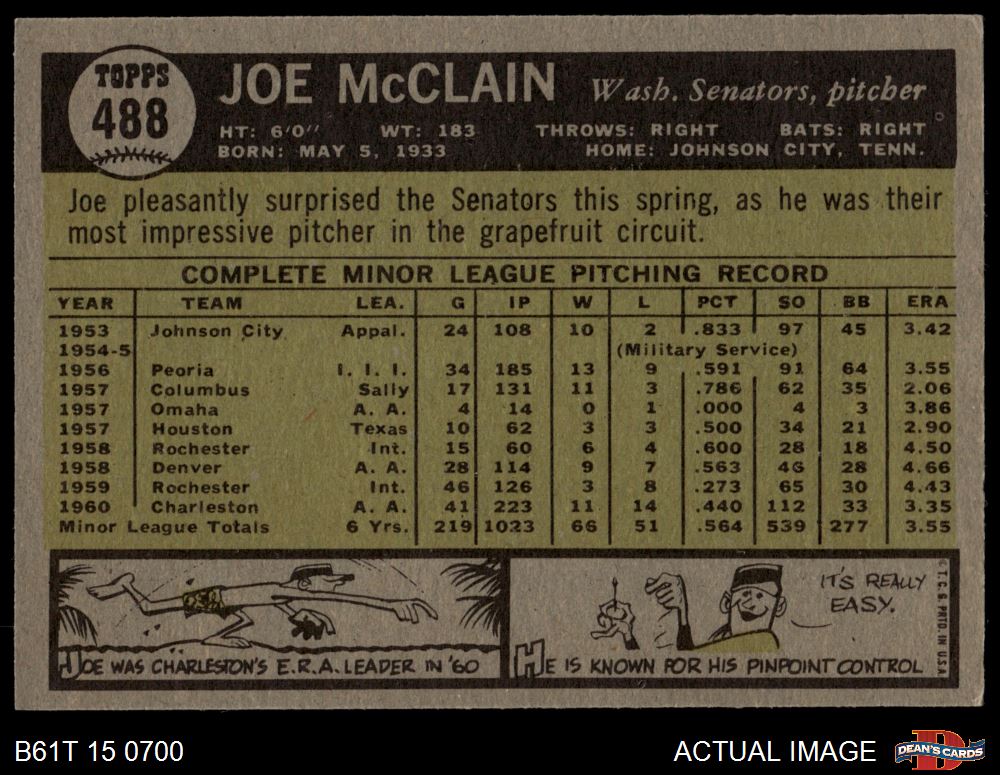 TOPPS
488
JOE McCLAIN Wash. Senators, pitcher
HT: 6'0" WT: 183 THROWS: RIGHT BATS: RIGHT
BORN: MAY 5, 1933 HOME: JOHNSON CITY, TENN.
Joe pleasantly surprised the Senators this spring, as he was their
most impressive pitcher in the grapefruit circuit.
COMPLETE MINOR LEAGUE PITCHING RECORD
YEAR TEAM LEA. G IP W L PCT SO BB ERA
1953 Johnson City Appal. 24 108 10 2 .833 97 45 3.42
1954-5 (Military Service)
1956 Peoria I. I. I. 34 185 13 9 .591 91 64 3.55
1957 Columbus Sally 17 131 11 3 .786 62 35 2.06
1957 Omaha A. A. 4 14 0 1 .000 4 3 3.86
1957 Houston Texas 10 62 3 3 .500 34 21 2.90
1958 Rochester Int. 15 60 6 4 .600 28 18 4.50
1958 Denver A. A. 28 114 9 7 .563 46 28 4.66
1959 Rochester Int. 46 126 3 8 .273 65 30 4.43
1960 Charleston A. A. 41 223 11 14 .440 112 33 3.35
Minor League Totals 6 Yrs. 219 1023 66 51 .564 539 277 3.55
JOE WAS CHARLESTON'S E.R.A. LEADER IN '60
IT'S REALLY
EASY.
HE IS KNOWN FOR HIS PINPOINT CONTROL
© T.C.G. PRTD IN U.S.A.
B61T 15 0700 ACTUAL IMAGE
DEAN'S CARDS